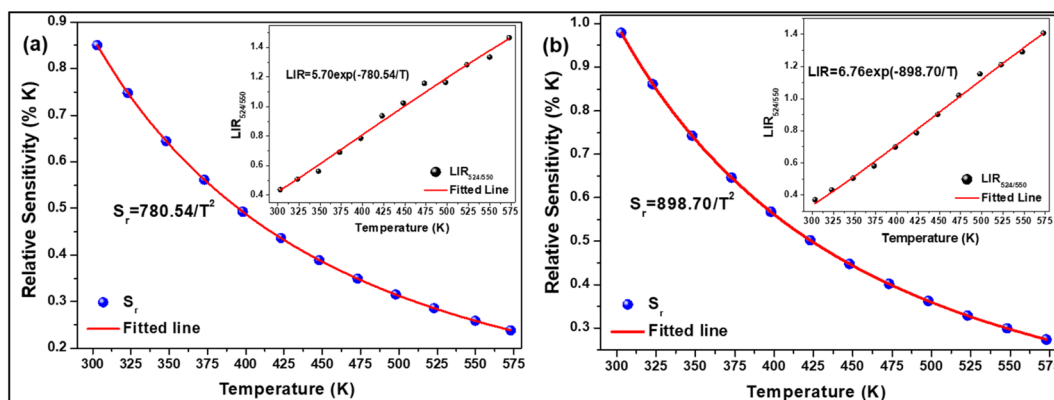 (a)
Relative Sensitivity (% K)
0.9
0.8
0.7
0.6
0.5
0.4
0.3
0.2
300 325 350 375 400 425 450 475 500 525 550 575
Temperature (K)
Sr=780.54/T2
Sr
Fitted line
LIR524/550
1.4
1.2
1.0
0.8
0.6
0.4
300 325 350 375 400 425 450 475 500 525 550 575
Temperature (K)
LIR=5.70exp(-780.54/T)
LIR524/550
Fitted Line
(b)
Relative Sensitivity (% K)
1.0
0.9
0.8
0.7
0.6
0.5
0.4
0.3
300 325 350 375 400 425 450 475 500 525 550 575
Temperature (K)
Sr=898.70/T2
Sr
Fitted line
LIR524/550
1.4
1.2
1.0
0.8
0.6
0.4
300 325 350 375 400 425 450 475 500 525 550 575
Temperature (K)
LIR=6.76exp(-898.70/T)
LIR524/550
Fitted Line